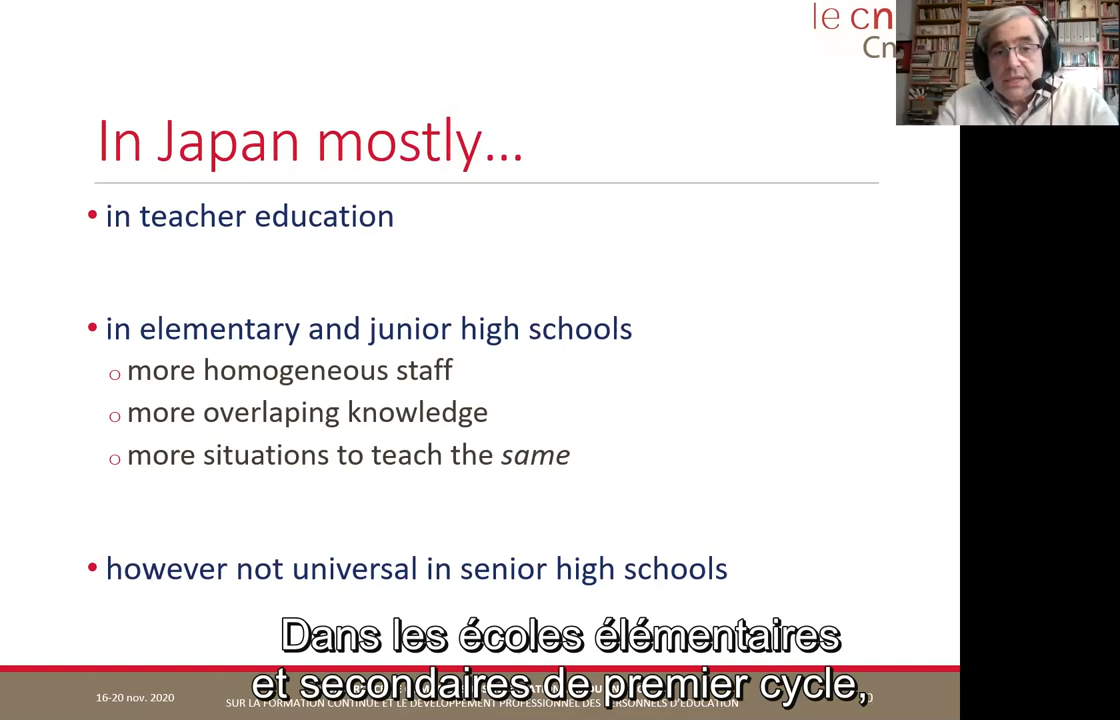 le cn
Cn
In Japan mostly...
• in teacher education
• in elementary and junior high schools
o more homogeneous staff
o more overlaping knowledge
o more situations to teach the same
• however not universal in senior high schools
Dans les écoles élémentaires
et secondaires de premier cycle,
16-20 nov. 2020
SUR LA FORMATION CONTINUE ET LE DÉVELOPPEMENT PROFESSIONNEL DES PERSONNELS D'ÉDUCATION